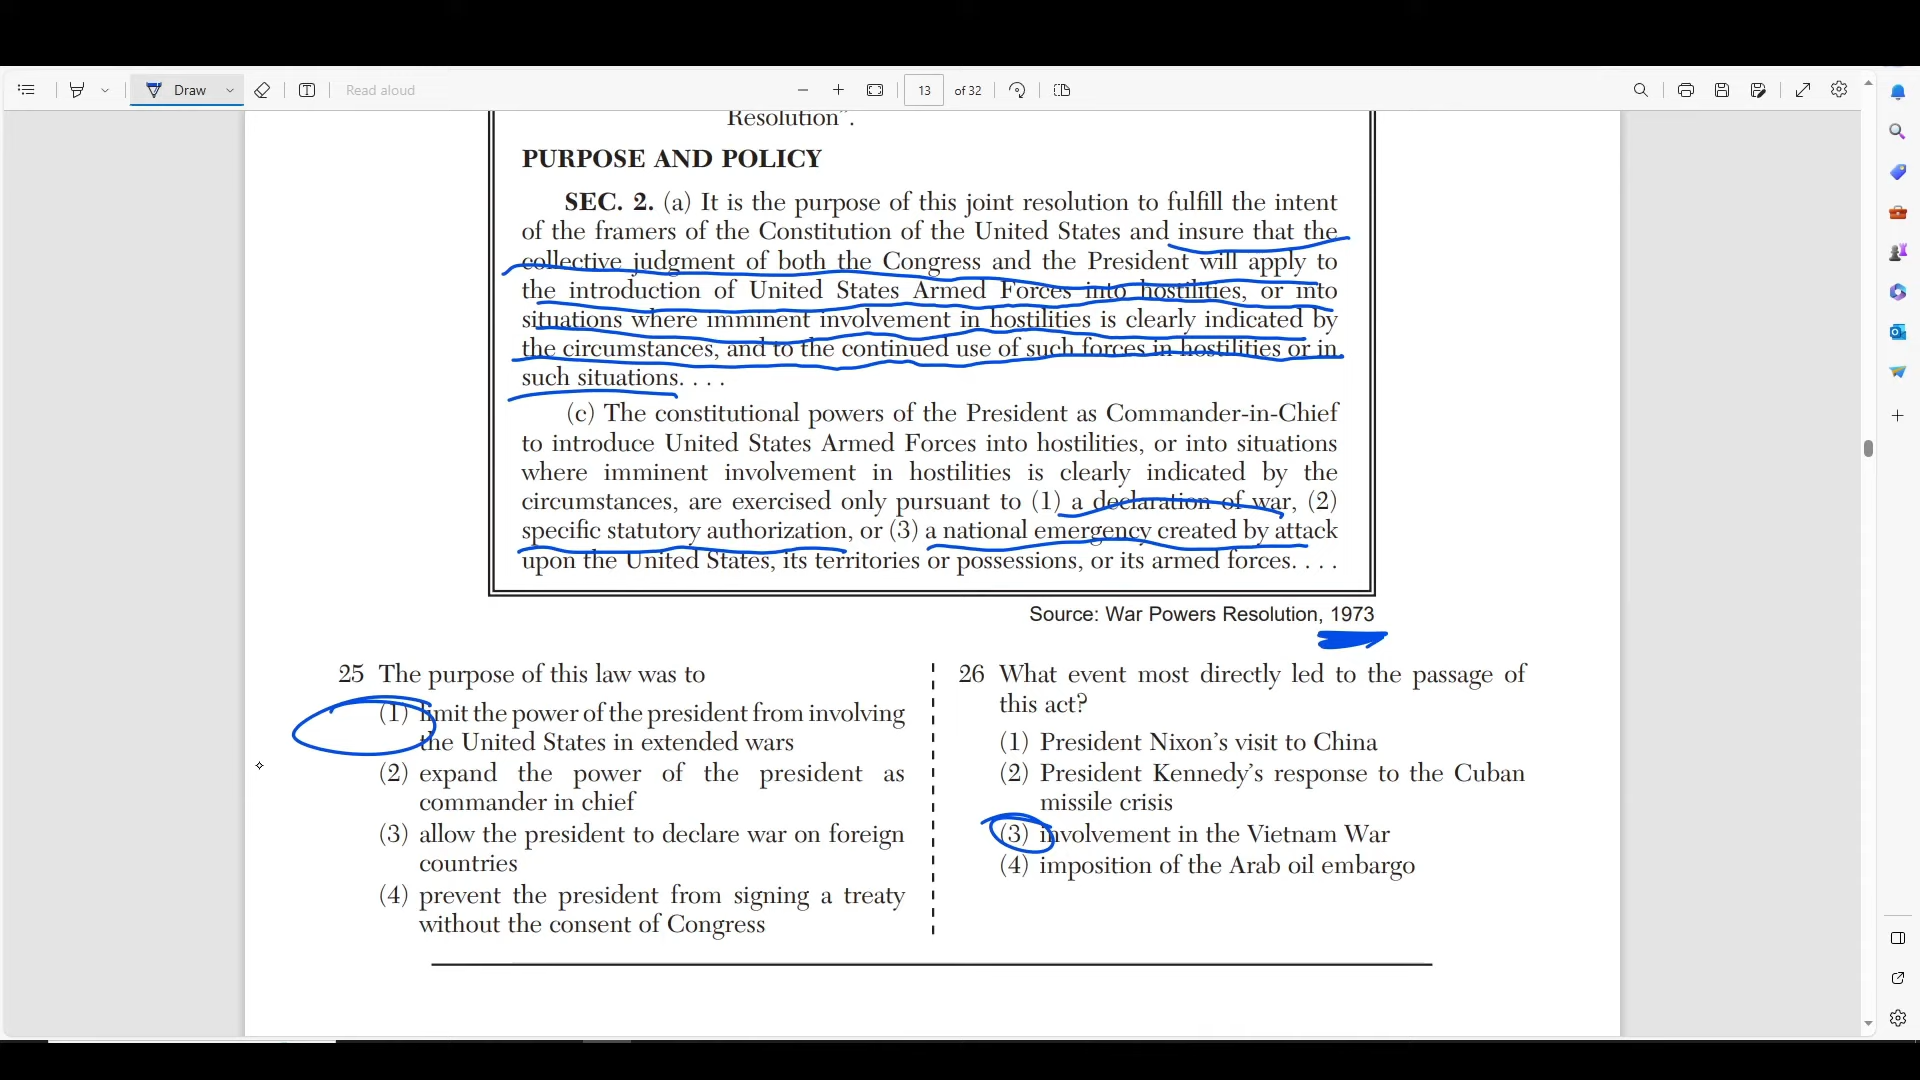 Draw
Read aloud
13 of 32
Resolution”.
PURPOSE AND POLICY
SEC. 2. (a) It is the purpose of this joint resolution to fulfill the intent
of the framers of the Constitution of the United States and insure that the
collective judgment of both the Congress and the President will apply to
the introduction of United States Armed Forces into hostilities, or into
situations where imminent involvement in hostilities is clearly indicated by
the circumstances, and to the continued use of such forces in hostilities or in
such situations. . . .
(c) The constitutional powers of the President as Commander-in-Chief
to introduce United States Armed Forces into hostilities, or into situations
where imminent involvement in hostilities is clearly indicated by the
circumstances, are exercised only pursuant to (1) a declaration of war, (2)
specific statutory authorization, or (3) a national emergency created by attack
upon the United States, its territories or possessions, or its armed forces. . . .
Source: War Powers Resolution, 1973
25 The purpose of this law was to
(1) limit the power of the president from involving
the United States in extended wars
(2) expand the power of the president as
commander in chief
(3) allow the president to declare war on foreign
countries
(4) prevent the president from signing a treaty
without the consent of Congress
26 What event most directly led to the passage of
this act?
(1) President Nixon’s visit to China
(2) President Kennedy’s response to the Cuban
missile crisis
(3) involvement in the Vietnam War
(4) imposition of the Arab oil embargo